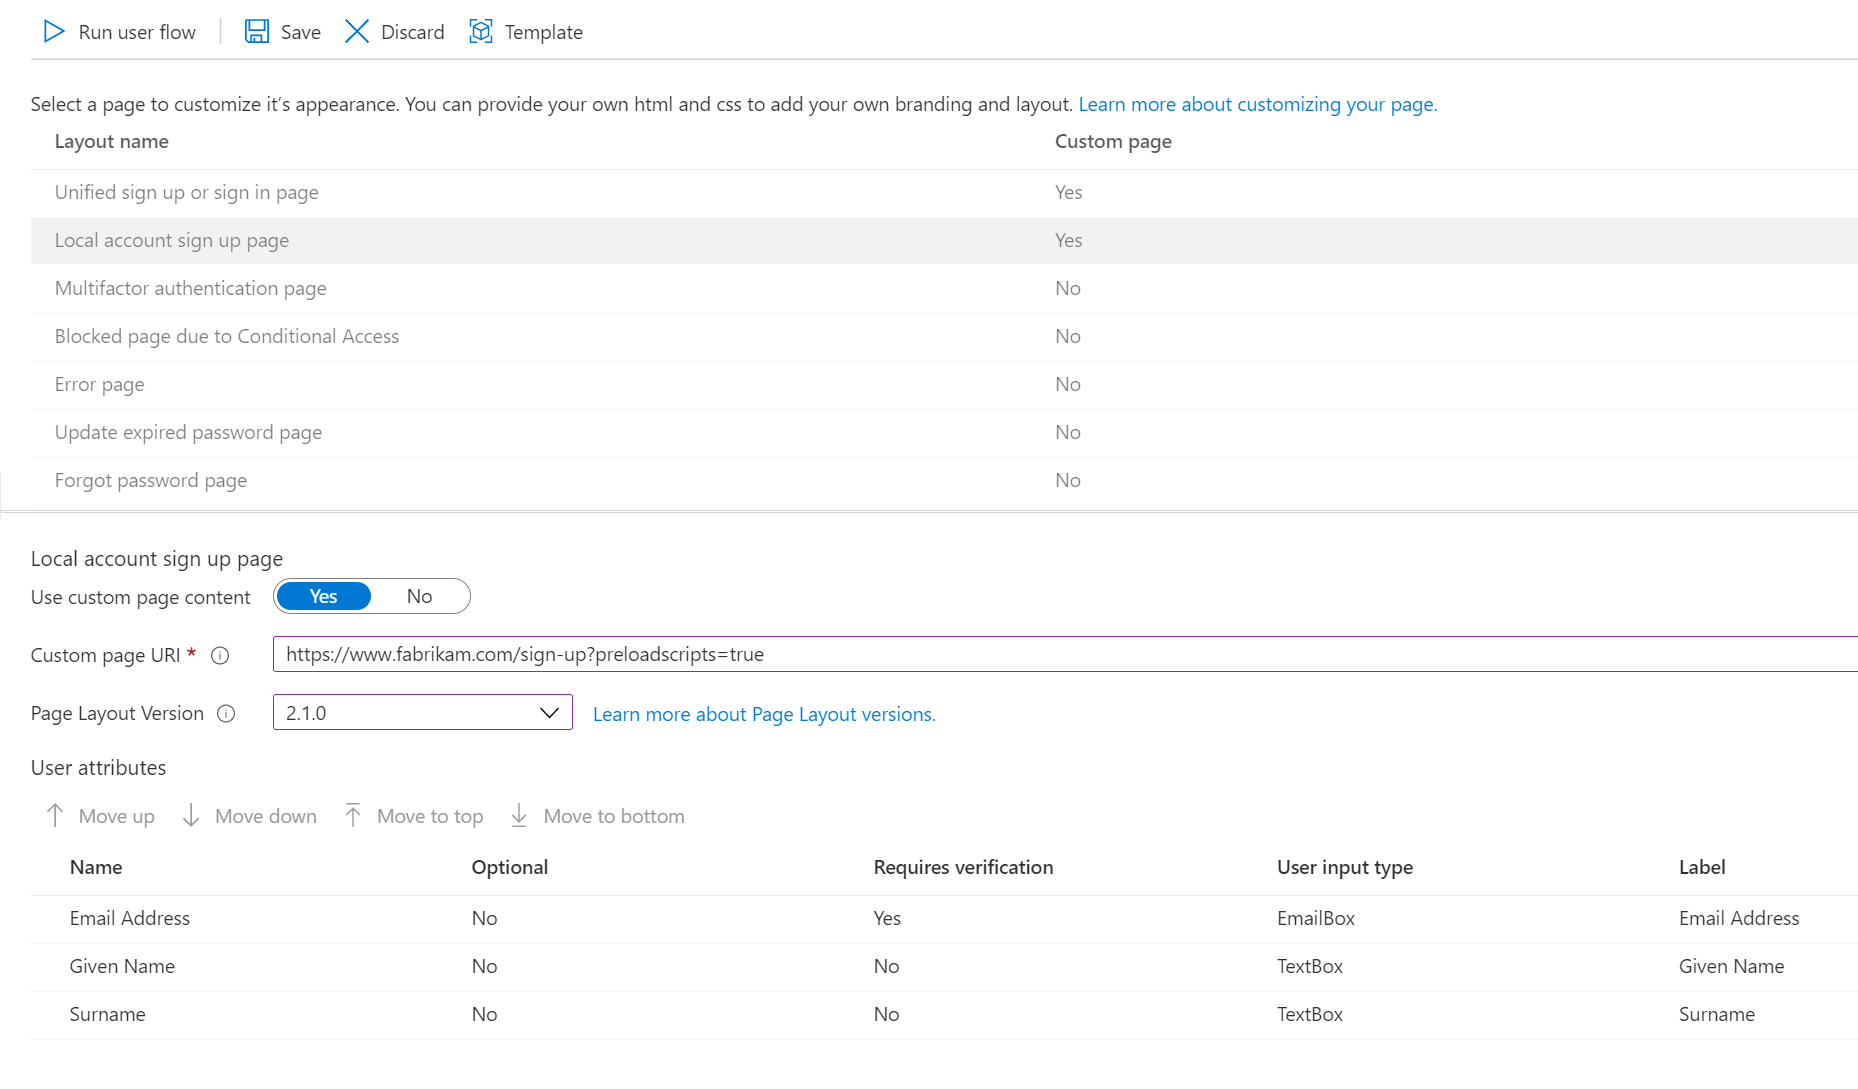 Run user flow Save Discard Template
Select a page to customize it’s appearance. You can provide your own html and css to add your own branding and layout. Learn more about customizing your page.
Layout name Custom page
Unified sign up or sign in page Yes
Local account sign up page Yes
Multifactor authentication page No
Blocked page due to Conditional Access No
Error page No
Update expired password page No
Forgot password page No
Local account sign up page
Use custom page content Yes No
Custom page URI * https://www.fabrikam.com/sign-up?preloadscripts=true
Page Layout Version 2.1.0 Learn more about Page Layout versions.
User attributes
Move up Move down Move to top Move to bottom
Name Optional Requires verification User input type Label
Email Address No Yes EmailBox Email Address
Given Name No No TextBox Given Name
Surname No No TextBox Surname